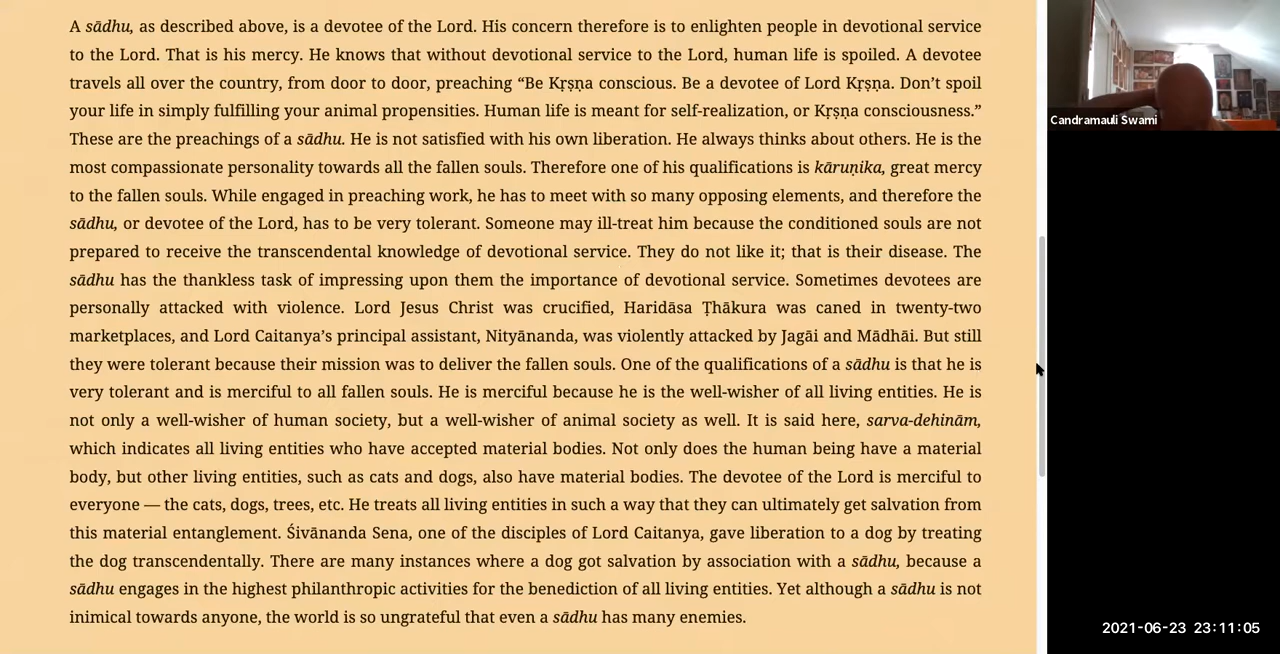 A sādhu, as described above, is a devotee of the Lord. His concern therefore is to enlighten people in devotional service
to the Lord. That is his mercy. He knows that without devotional service to the Lord, human life is spoiled. A devotee
travels all over the country, from door to door, preaching “Be Kṛṣṇa conscious. Be a devotee of Lord Kṛṣṇa. Don’t spoil
your life in simply fulfilling your animal propensities. Human life is meant for self-realization, or Kṛṣṇa consciousness.”
These are the preachings of a sādhu. He is not satisfied with his own liberation. He always thinks about others. He is the
most compassionate personality towards all the fallen souls. Therefore one of his qualifications is kāruṇika, great mercy
to the fallen souls. While engaged in preaching work, he has to meet with so many opposing elements, and therefore the
sādhu, or devotee of the Lord, has to be very tolerant. Someone may ill-treat him because the conditioned souls are not
prepared to receive the transcendental knowledge of devotional service. They do not like it; that is their disease. The
sādhu has the thankless task of impressing upon them the importance of devotional service. Sometimes devotees are
personally attacked with violence. Lord Jesus Christ was crucified, Haridāsa Ṭhākura was caned in twenty-two
marketplaces, and Lord Caitanya’s principal assistant, Nityānanda, was violently attacked by Jagāi and Mādhāi. But still
they were tolerant because their mission was to deliver the fallen souls. One of the qualifications of a sādhu is that he is
very tolerant and is merciful to all fallen souls. He is merciful because he is the well-wisher of all living entities. He is
not only a well-wisher of human society, but a well-wisher of animal society as well. It is said here, sarva-dehinām,
which indicates all living entities who have accepted material bodies. Not only does the human being have a material
body, but other living entities, such as cats and dogs, also have material bodies. The devotee of the Lord is merciful to
everyone — the cats, dogs, trees, etc. He treats all living entities in such a way that they can ultimately get salvation from
this material entanglement. Śivānanda Sena, one of the disciples of Lord Caitanya, gave liberation to a dog by treating
the dog transcendentally. There are many instances where a dog got salvation by association with a sādhu, because a
sādhu engages in the highest philanthropic activities for the benediction of all living entities. Yet although a sādhu is not
inimical towards anyone, the world is so ungrateful that even a sādhu has many enemies.
Candramauli Swami
2021-06-23 23:11:05